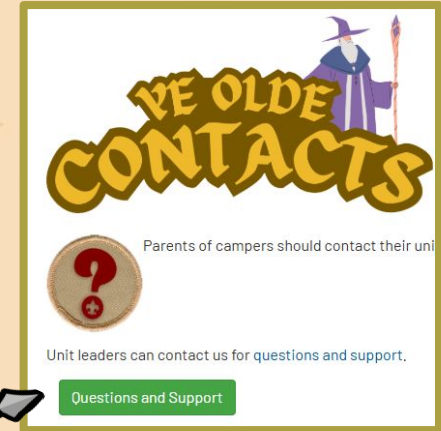 YE OLDE
CONTACTS
?
Parents of campers should contact their
Unit leaders can contact us for questions and support.
Questions and Support